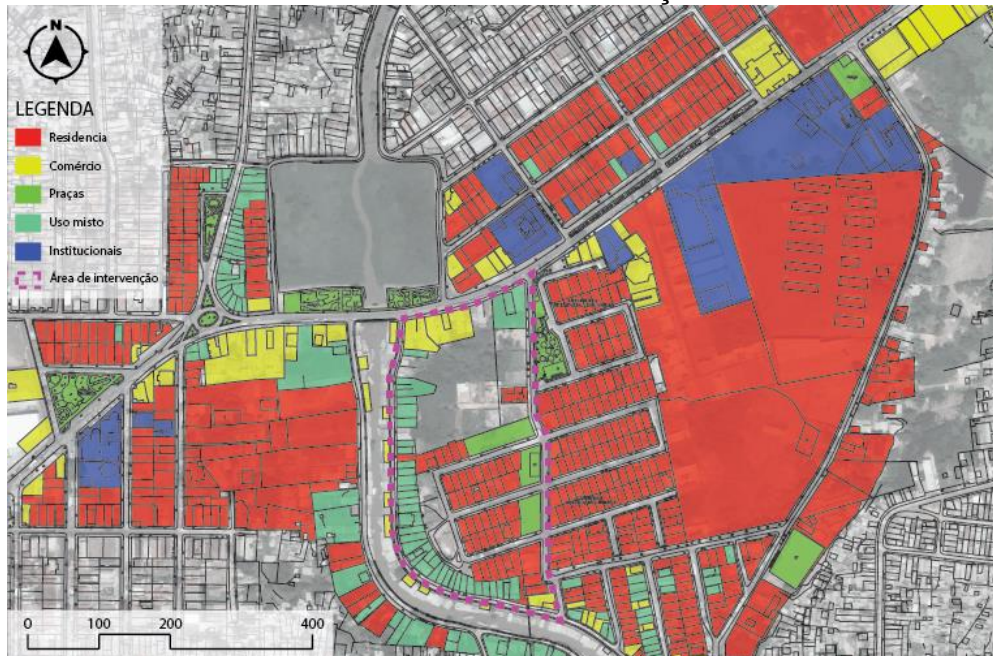 N
LEGENDA
Residencia
Comércio
Praças
Uso misto
Institucionais
Área de intervenção
0 100 200 400